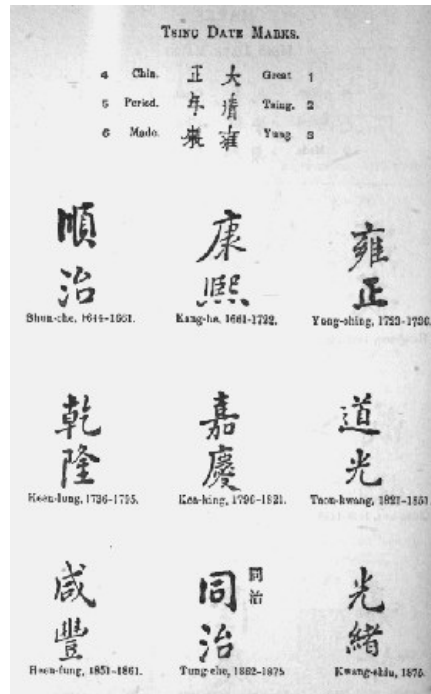 TSING DATE MARKS.
4 Chin. 正 大 Great 1
5 Period. 年 清 Tsing. 2
6 Made. 製 雍 Yung 3
順治
康熙
雍正
Shun-che, 1644-1661.
Kang-he, 1661-1722.
Yung-ching, 1723-1736.
乾隆
嘉慶
道光
Keen-lung, 1736-1795.
Kea-king, 1796-1821.
Taou-kwang, 1821-1851
咸豐
同治
同治
光緒
Heen-fung, 1851-1861.
Tung-che, 1862-1875
1875.